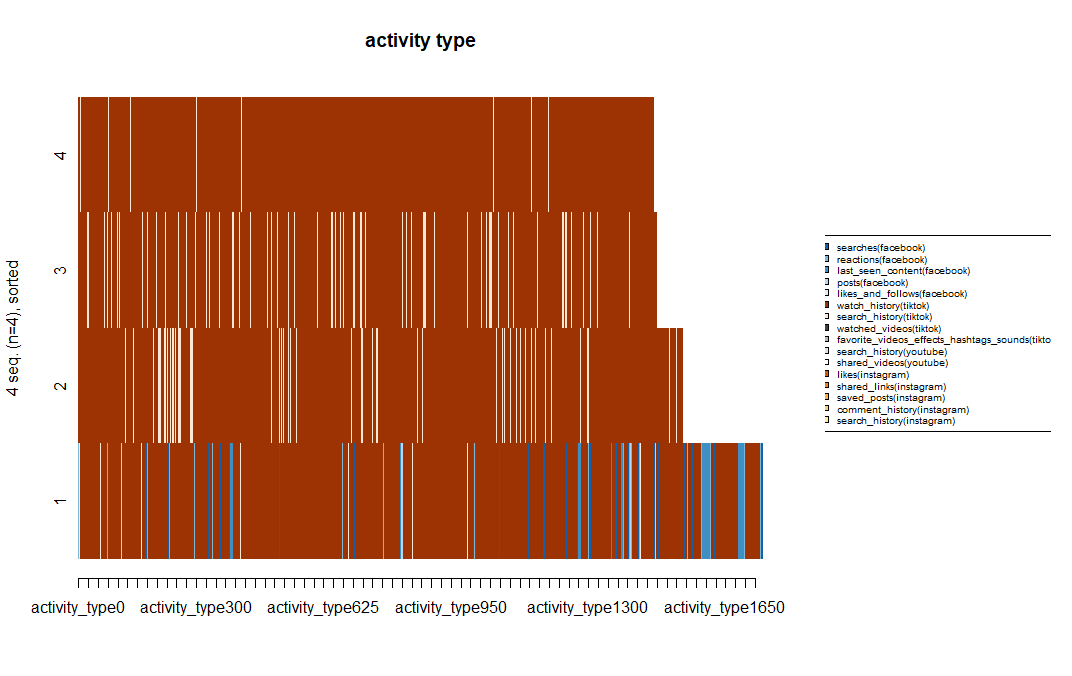 activity type
4 seq. (n=4), sorted
4
3
2
1
activity_type0
activity_type300
activity_type625
activity_type950
activity_type1300
activity_type1650
searches(facebook)
reactions(facebook)
last_seen_content(facebook)
posts(facebook)
likes_and_follows(facebook)
watch_history(tiktok)
search_history(tiktok)
watched_videos(tiktok)
favorite_videos_effects_hashtags_sounds(tikto
search_history(youtube)
shared_videos(youtube)
likes(instagram)
shared_links(instagram)
saved_posts(instagram)
comment_history(instagram)
search_history(instagram)